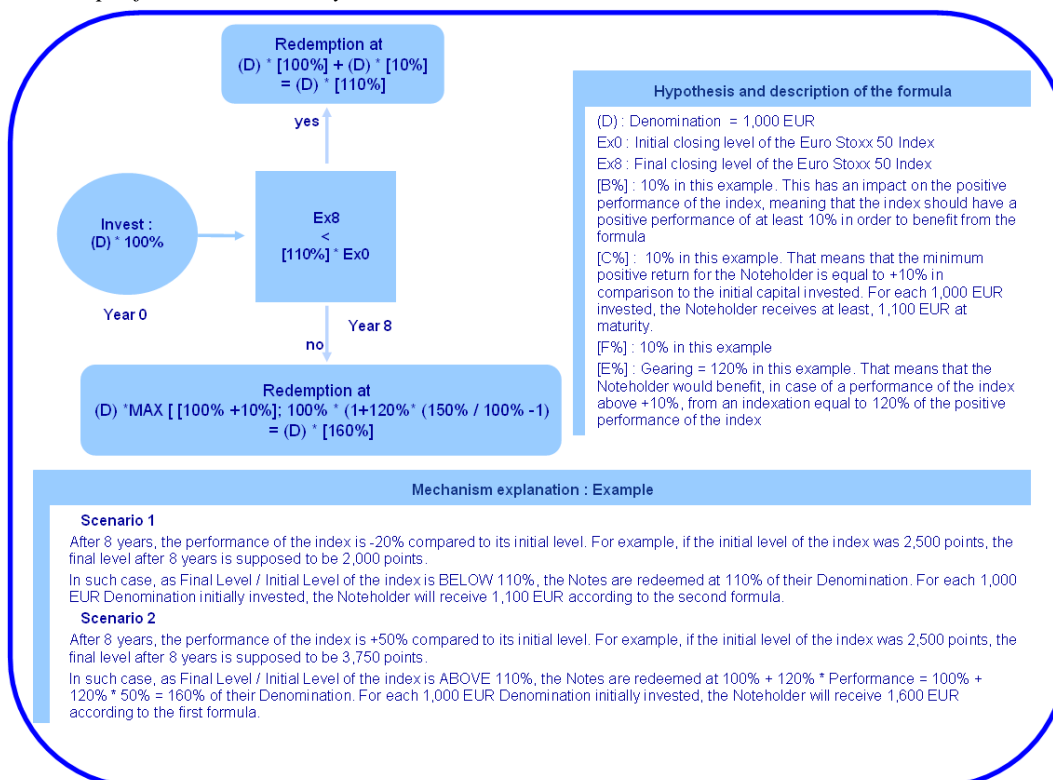 Redemption at
(D) * [100%] + (D) * [10%]
= (D) * [110%]
yes
Invest :
(D) * 100%
Year 0
Ex8
<
[110%] * Ex0
Year 8
no
Redemption at
(D) *MAX [ [100% +10%]; 100% * (1+120%* (150% / 100% -1)
= (D) * [160%]
Hypothesis and description of the formula
(D) : Denomination = 1,000 EUR
Ex0 : Initial closing level of the Euro Stoxx 50 Index
Ex8 : Final closing level of the Euro Stoxx 50 Index
[B%] : 10% in this example. This has an impact on the positive
performance of the index, meaning that the index should have a
positive performance of at least 10% in order to benefit from the
formula
[C%] : 10% in this example. That means that the minimum
positive return for the Noteholder is equal to +10% in
comparison to the initial capital invested. For each 1,000 EUR
invested, the Noteholder receives at least, 1,100 EUR at
maturity.
[F%] : 10% in this example
[E%] : Gearing = 120% in this example. That means that the
Noteholder would benefit, in case of a performance of the index
above +10%, from an indexation equal to 120% of the positive
performance of the index
Mechanism explanation : Example
Scenario 1
After 8 years, the performance of the index is -20% compared to its initial level. For example, if the initial level of the index was 2,500 points, the
final level after 8 years is supposed to be 2,000 points.
In such case, as Final Level / Initial Level of the index is BELOW 110%, the Notes are redeemed at 110% of their Denomination. For each 1,000
EUR Denomination initially invested, the Noteholder will receive 1,100 EUR according to the second formula.
Scenario 2
After 8 years, the performance of the index is +50% compared to its initial level. For example, if the initial level of the index was 2,500 points, the
final level after 8 years is supposed to be 3,750 points.
In such case, as Final Level / Initial Level of the index is ABOVE 110%, the Notes are redeemed at 100% + 120% * Performance = 100% +
120% * 50% = 160% of their Denomination. For each 1,000 EUR Denomination initially invested, the Noteholder will receive 1,600 EUR
according to the first formula.